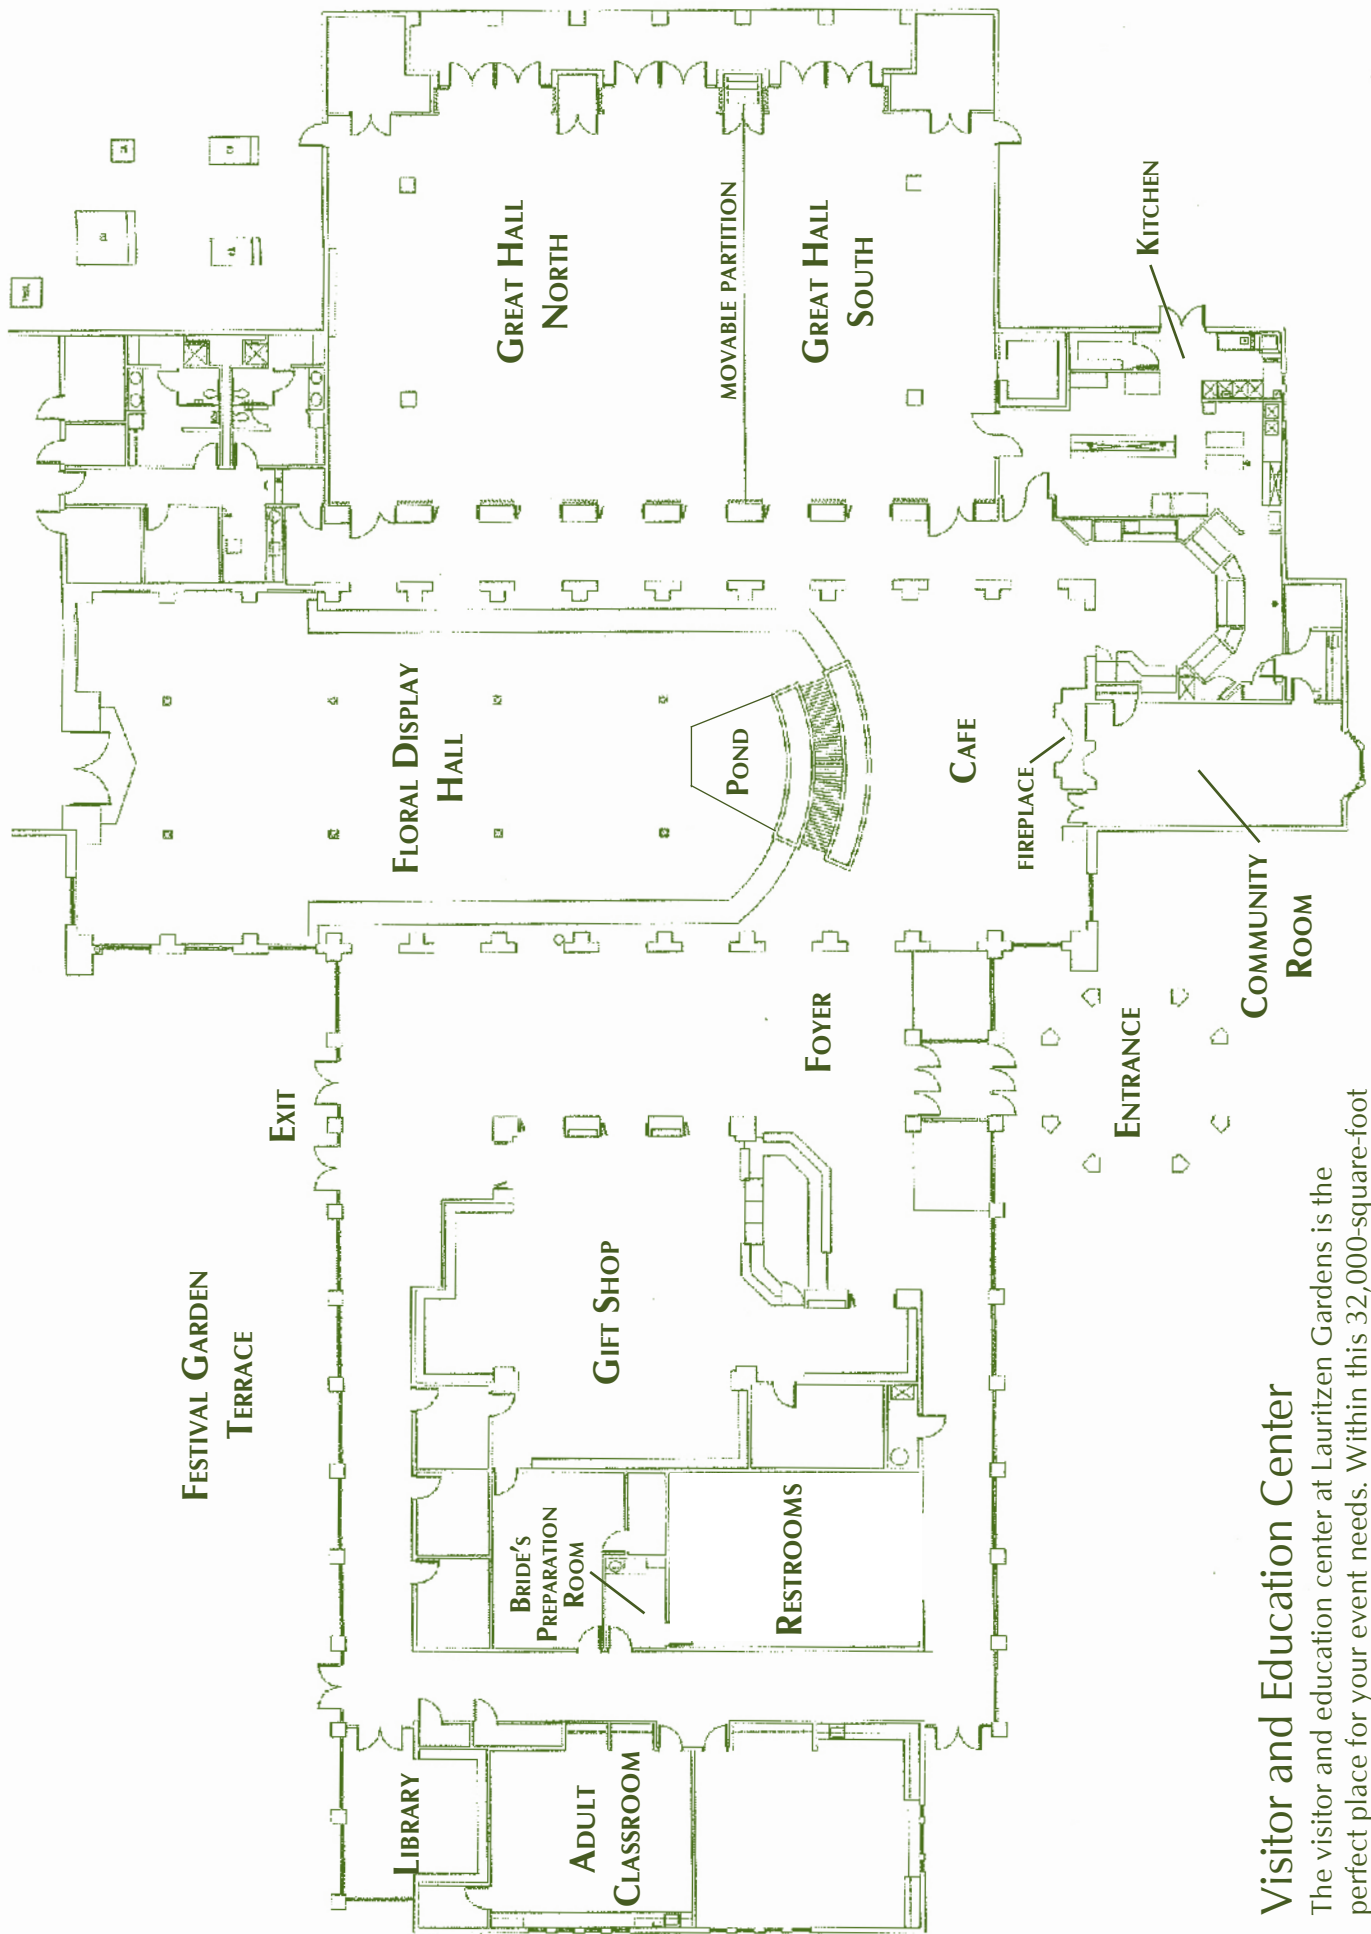 FESTIVAL GARDEN
TERRACE
EXIT
LIBRARY
ADULT
CLASSROOM
BRIDE'S
PREPARATION
ROOM
RESTROOMS
GIFT SHOP
FOYER
ENTRANCE
FLORAL DISPLAY
HALL
POND
CAFE
FIREPLACE
COMMUNITY
ROOM
GREAT HALL
NORTH
MOVABLE PARTITION
GREAT HALL
SOUTH
KITCHEN
Visitor and Education Center
The visitor and education center at Lauritzen Gardens is the
perfect place for your event needs. Within this 32,000-square-foot